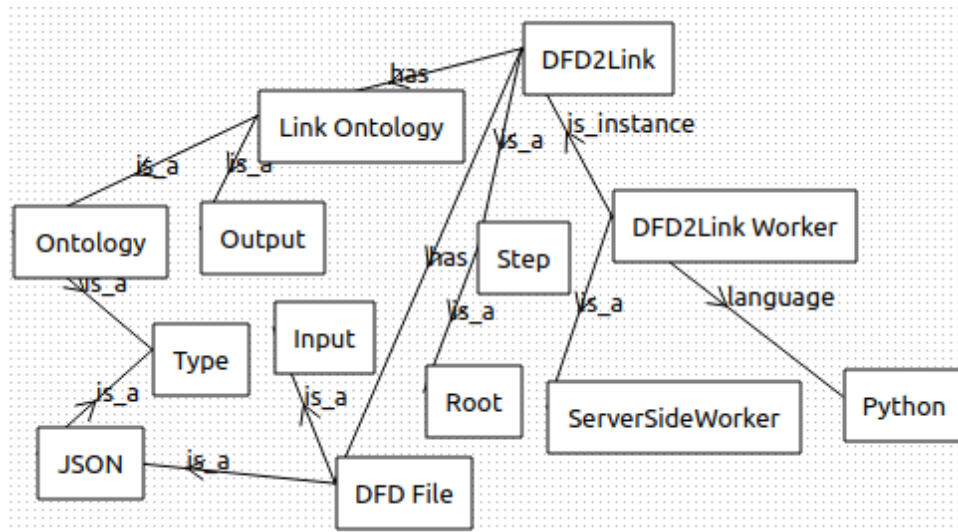 DFD2Link
has
Link Ontology
is_a
is_instance
is_a
is_a
Ontology
Output
DFD2Link Worker
has
Step
is_a
is_a
is_a
language
Input
Type
is_a
is_a
Root
ServerSideWorker
Python
JSON
is_a
DFD File